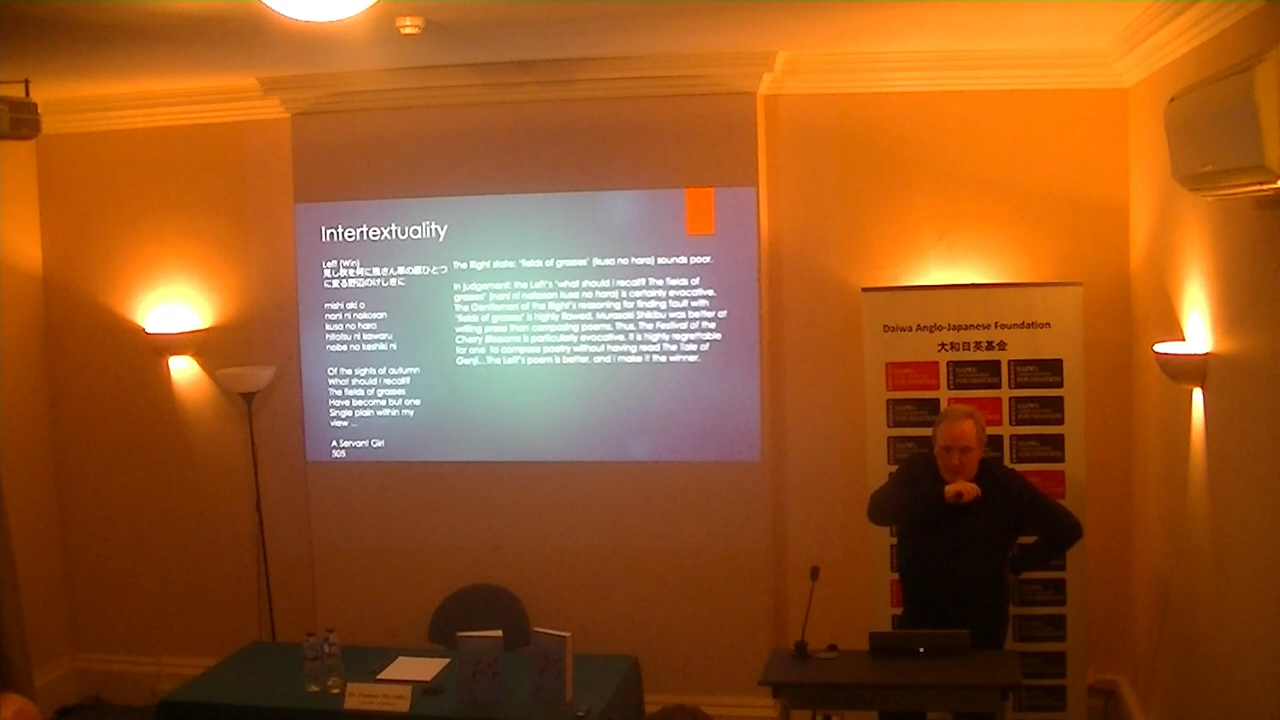 Intertextuality
Left (Win)
見し秋を何に残さん草の原ひとつ
に変る野辺のけしきに
mishi aki o
nani ni nokosan
kusa no hara
hitotsu ni kawaru
nobe no keshiki ni
Of the sights of autumn
What should I recall?
The fields of grasses
Have become but one
Single plain within my
view ...
A Servant Girl
505
The Right state: 'fields of grasses' (kusa no hara) sounds poor.
In judgement: the Left's 'what should I recall? The fields of
grasses' (nani ni nokosan kusa no hara) is certainly evocative.
The Gentlemen of the Right's reasoning for finding fault with
'fields of grasses' is highly flawed. Murasaki Shikibu was better at
writing prose than composing poems. Thus, The Festival of the
Cherry Blossoms is particularly evocative. It is highly regrettable
for one to compose poetry without having read The Tale of
Genji... The Left's poem is better, and I make it the winner.
Daiwa Anglo-Japanese Foundation
大和日英基金